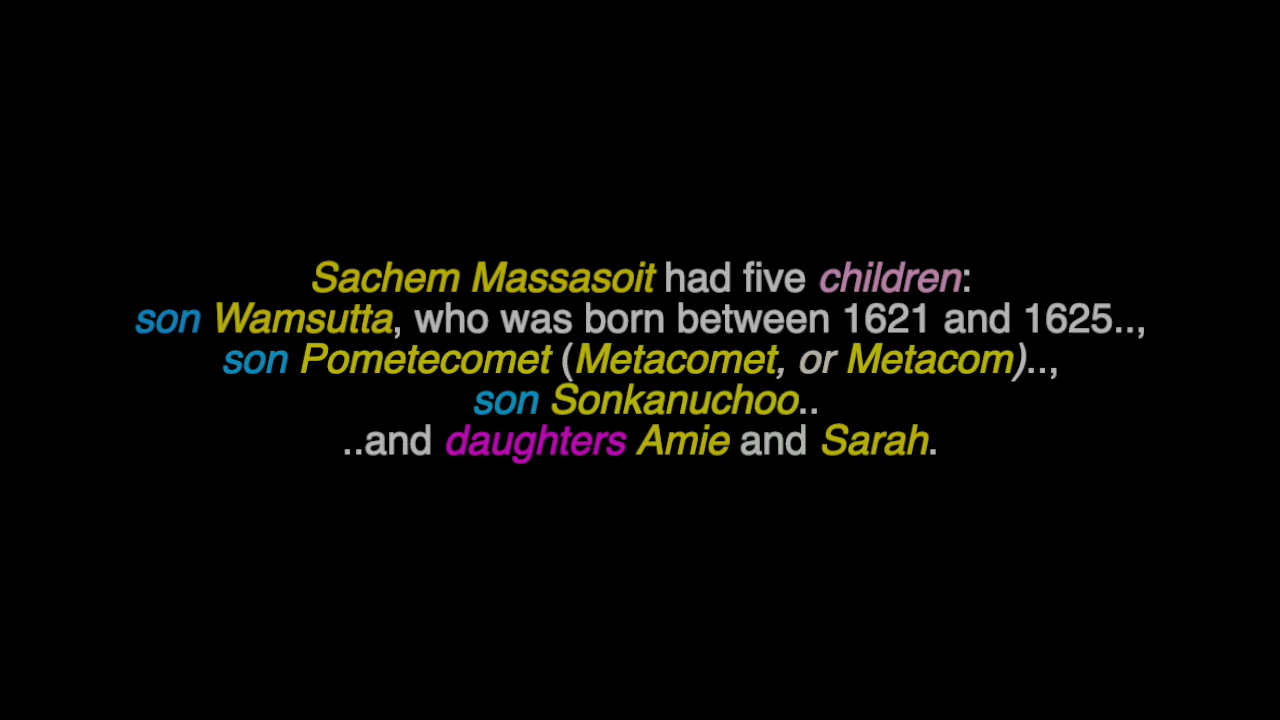 Sachem Massasoit had five children:
son Wamsutta, who was born between 1621 and 1625..,
son Pometecomet (Metacomet, or Metacom)..,
son Sonkanuchoo..
..and daughters Amie and Sarah.